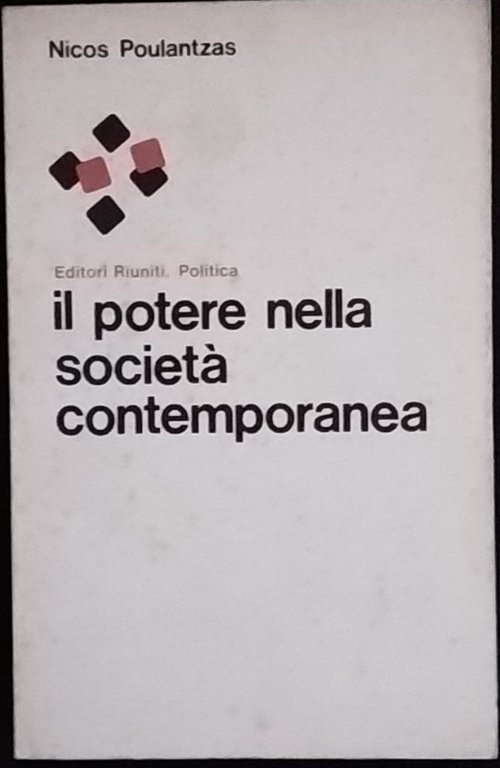 Nicos Poulantzas
Editori Riuniti. Politica
il potere nella
società
contemporanea